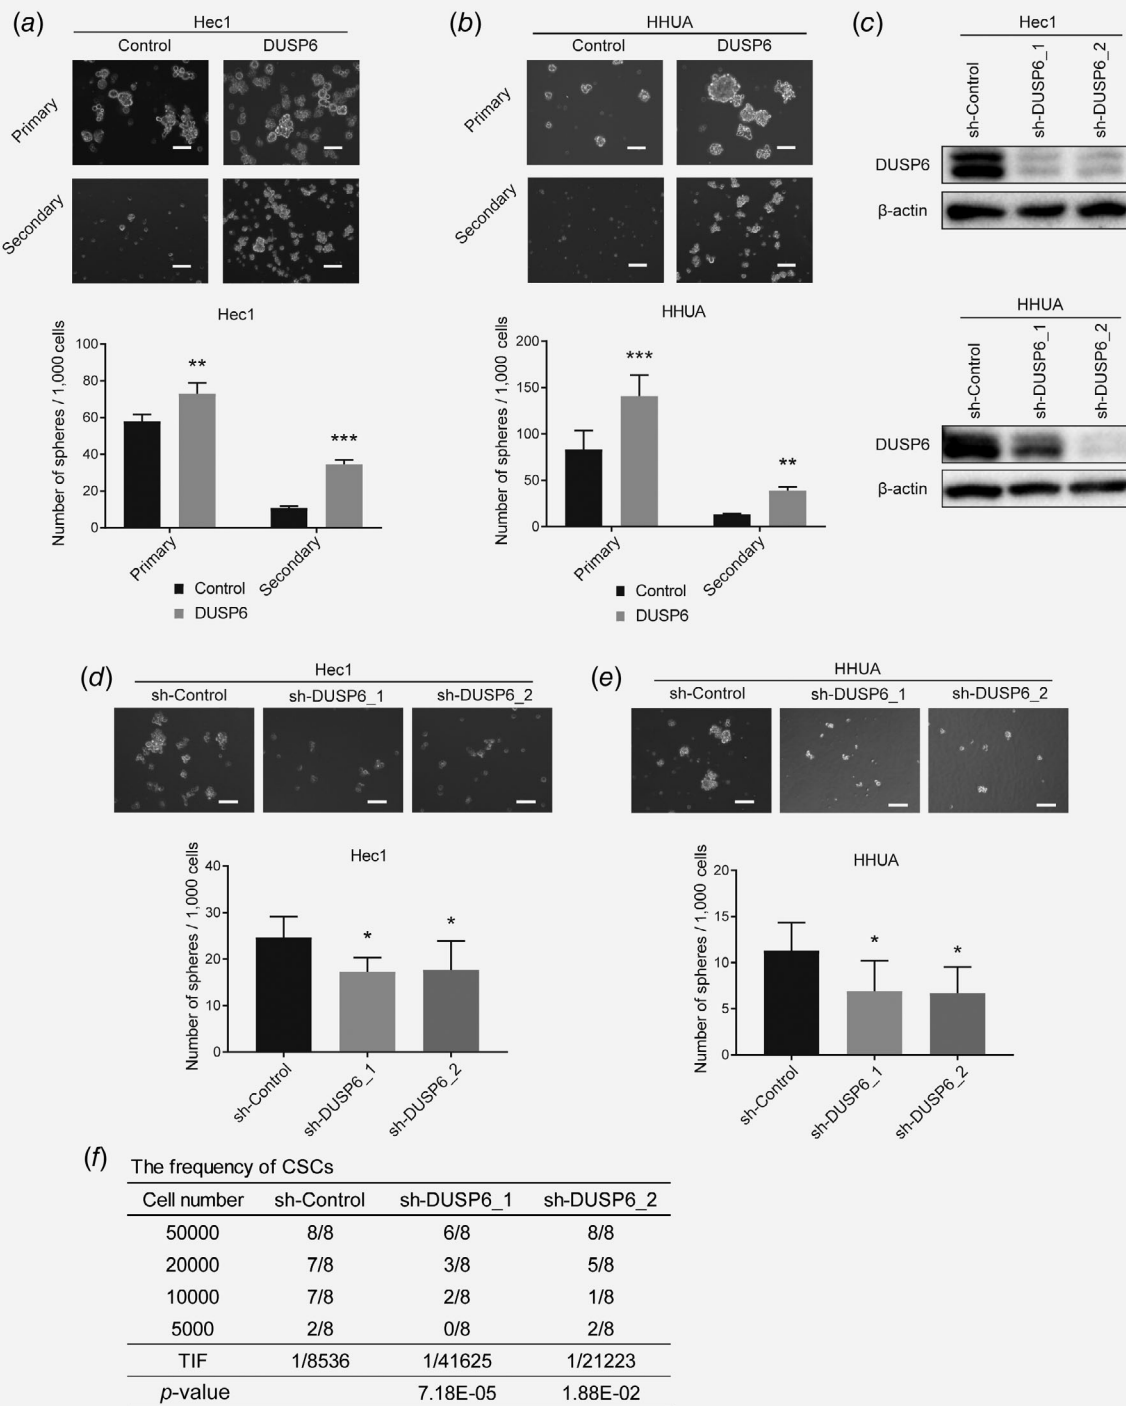 (a)
Hec1
Control DUSP6
Primary
Secondary
Hec1
Number of spheres / 1,000 cells
100
80
60
40
20
0
** ***
Primary Secondary
Control
DUSP6
(b)
HHUA
Control DUSP6
Primary
Secondary
HHUA
Number of spheres / 1,000 cells
200
150
100
50
0
*** **
Primary Secondary
Control
DUSP6
(c)
Hec1
sh-Control sh-DUSP6_1 sh-DUSP6_2
DUSP6
β-actin
HHUA
sh-Control sh-DUSP6_1 sh-DUSP6_2
DUSP6
β-actin
(d)
Hec1
sh-Control sh-DUSP6_1 sh-DUSP6_2
Hec1
Number of spheres / 1,000 cells
40
30
20
10
0
* *
sh-Control sh-DUSP6_1 sh-DUSP6_2
(e)
HHUA
sh-Control sh-DUSP6_1 sh-DUSP6_2
HHUA
Number of spheres / 1,000 cells
20
15
10
5
0
* *
sh-Control sh-DUSP6_1 sh-DUSP6_2
(f)
The frequency of CSCs
Cell number sh-Control sh-DUSP6_1 sh-DUSP6_2
50000 8/8 6/8 8/8
20000 7/8 3/8 5/8
10000 7/8 2/8 1/8
5000 2/8 0/8 2/8
TIF 1/8536 1/41625 1/21223
p-value 7.18E-05 1.88E-02